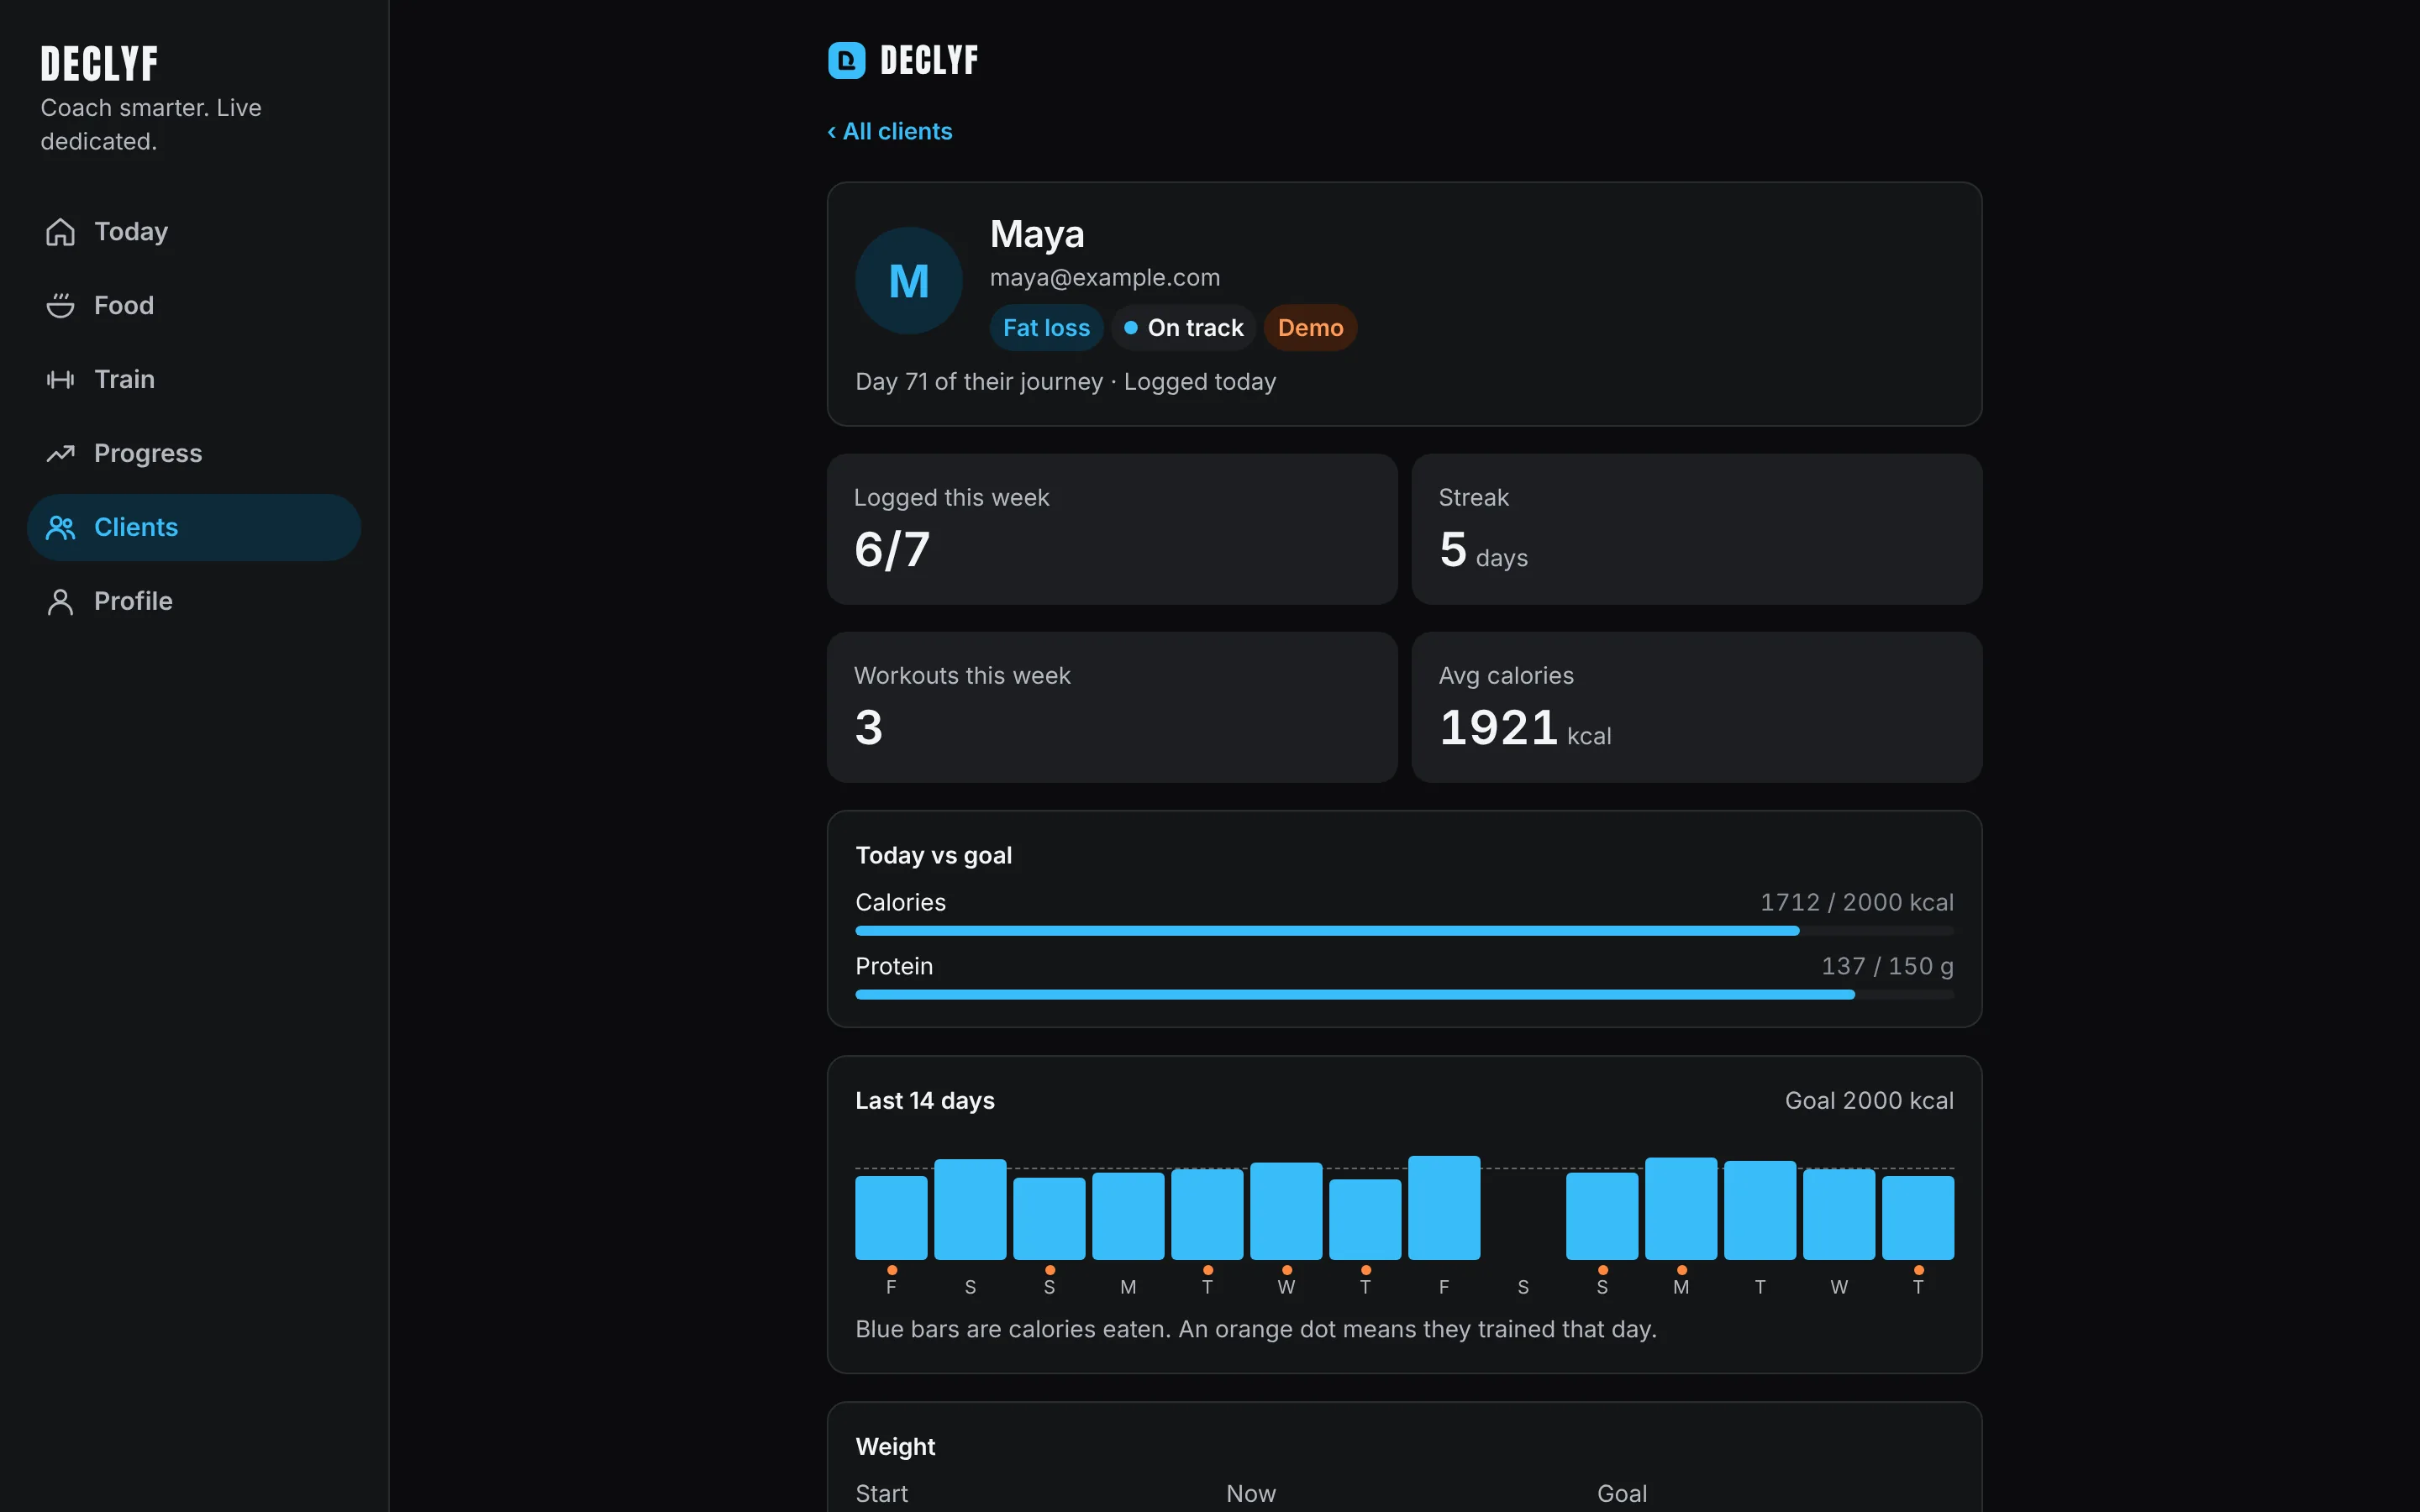 DECLYF
Coach smarter. Live
dedicated.
Today
Food
Train
Progress
Clients
Profile
DECLYF
‹ All clients
M
Maya
maya@example.com
Fat loss
On track
Demo
Day 71 of their journey · Logged today
Logged this week
6/7
Streak
5 days
Workouts this week
3
Avg calories
1921 kcal
Today vs goal
Calories
1712 / 2000 kcal
Protein
137 / 150 g
Last 14 days
Goal 2000 kcal
F S S M T W T F S S M T W T
Blue bars are calories eaten. An orange dot means they trained that day.
Weight
Start Now Goal